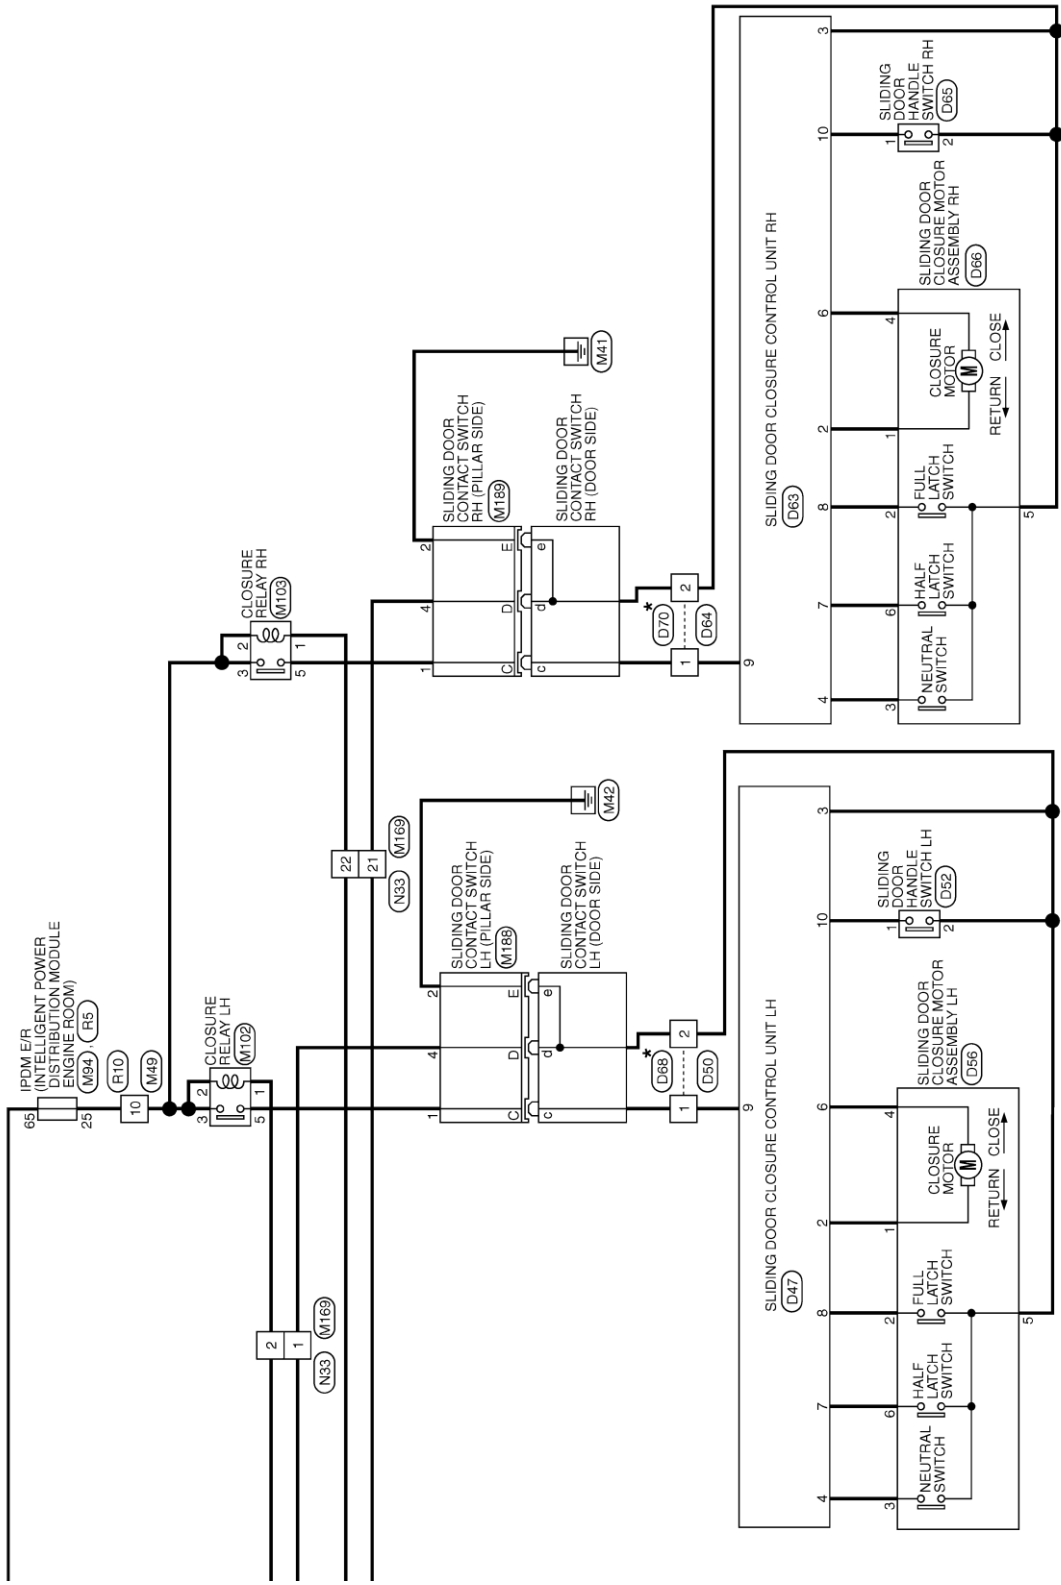 IPDM E/R
(INTELLIGENT POWER
DISTRIBUTION MODULE
ENGINE ROOM)
M94 , R5
65
25
R10
10
M49
CLOSURE
RELAY LH
M102
3
2
5
1
N33
M169
2
1
SLIDING DOOR
CONTACT SWITCH
LH (PILLAR SIDE)
M188
1
4
2
C
D
E
SLIDING DOOR
CONTACT SWITCH
LH (DOOR SIDE)
c
d
e
M42
*
D68
D50
1
2
SLIDING DOOR CLOSURE CONTROL UNIT LH
D47
9
4
7
8
2
6
10
3
SLIDING
DOOR
HANDLE
SWITCH LH
D52
1
2
SLIDING DOOR
CLOSURE MOTOR
ASSEMBLY LH
D56
3
6
2
1
4
5
NEUTRAL
SWITCH
HALF
LATCH
SWITCH
FULL
LATCH
SWITCH
CLOSURE
MOTOR
M
RETURN
CLOSE
CLOSURE
RELAY RH
M103
3
2
5
1
N33
M169
22
21
SLIDING DOOR
CONTACT SWITCH
RH (PILLAR SIDE)
M189
1
4
2
C
D
E
SLIDING DOOR
CONTACT SWITCH
RH (DOOR SIDE)
c
d
e
M41
*
D70
D64
1
2
SLIDING DOOR CLOSURE CONTROL UNIT RH
D63
9
4
7
8
2
6
10
3
SLIDING
DOOR
HANDLE
SWITCH RH
D65
1
2
SLIDING DOOR
CLOSURE MOTOR
ASSEMBLY RH
D66
3
6
2
1
4
5
NEUTRAL
SWITCH
HALF
LATCH
SWITCH
FULL
LATCH
SWITCH
CLOSURE
MOTOR
M
RETURN
CLOSE